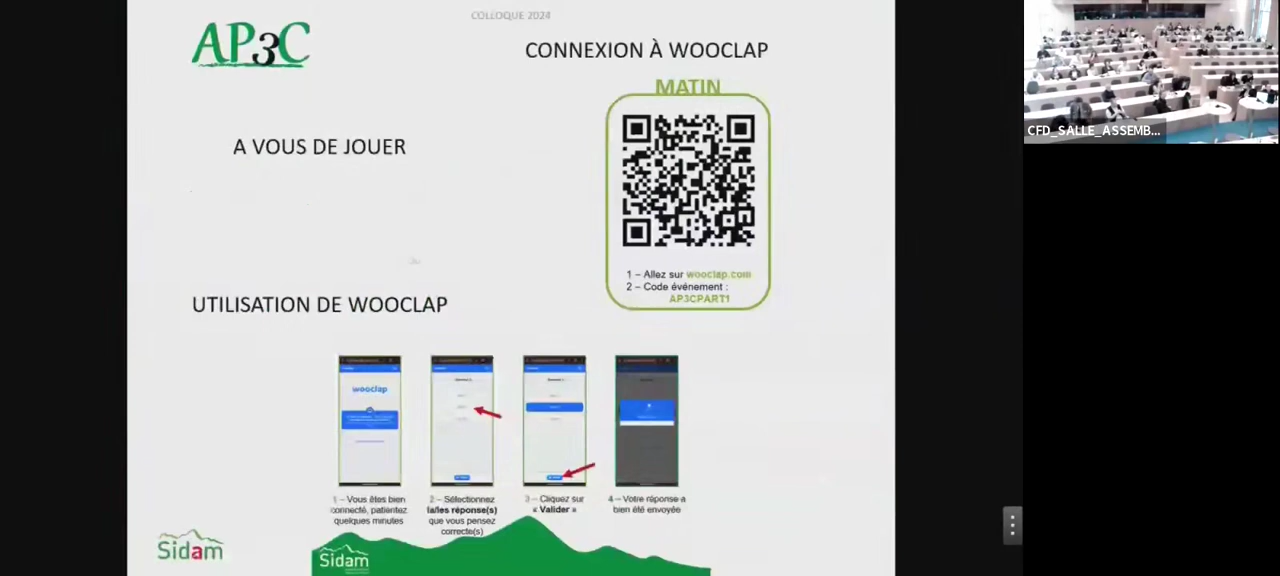 COLLOQUE 2024
AP3C
CONNEXION À WOOCLAP
MATIN
A VOUS DE JOUER
1 – Allez sur wooclap.com
2 – Code événement :
AP3CPART1
UTILISATION DE WOOCLAP
wooclap
1 – Vous êtes bien
connecté, patientez
quelques minutes
2 – Sélectionnez
la/les réponse(s)
que vous pensez
correcte(s)
3 – Cliquez sur
« Valider »
4 – Votre réponse a
bien été envoyée
Sidam
Sidam
CFD_SALLE_ASSEMB...